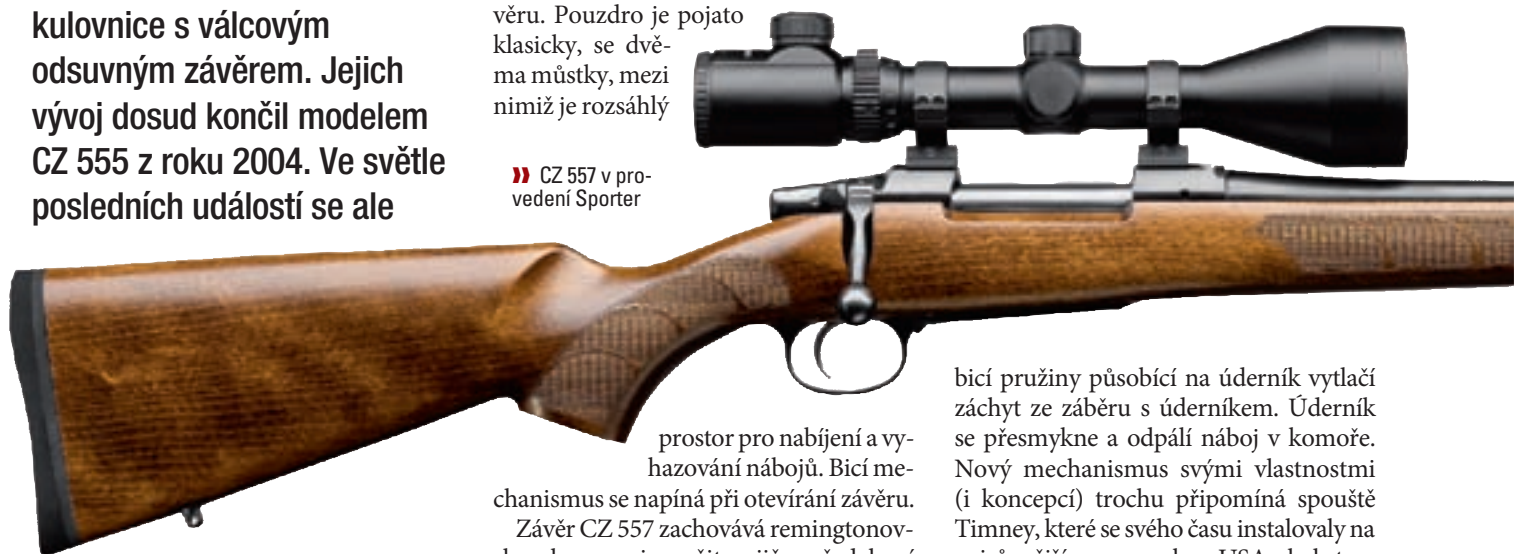 kulovnice s válcovým
odsuvným závěrem. Jejich
vývoj dosud končil modelem
CZ 555 z roku 2004. Ve světle
posledních událostí se ale
věru. Pouzdro je pojato
klasicky, se dvě-
ma můstky, mezi
nimiž je rozsáhlý
» CZ 557 v pro-
vedení Sporter
prostor pro nabíjení a vy-
hazování nábojů. Bicí me-
chanismus se napíná při otevírání závěru.
Závěr CZ 557 zachovává remingtonov-
bicí pružiny působící na úderník vytlačí
záchyt ze záběru s úderníkem. Úderník
se přesmykne a odpálí náboj v komoře.
Nový mechanismus svými vlastnostmi
(i koncepcí) trochu připomíná spouště
Timney, které se svého času instalovaly na